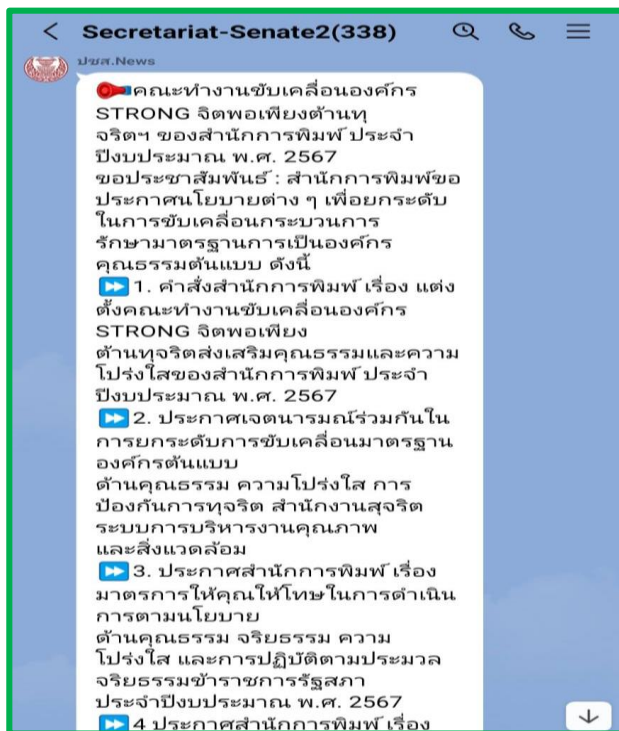 Secretariat-Senate2(338)
ปชส.News
คณะทำงานขับเคลื่อนองค์กร
STRONG จิตพอเพียงต้านทุ
จริตฯ ของสำนักการพิมพ์ ประจำ
ปีงบประมาณ พ.ศ. 2567
ขอประชาสัมพันธ์ : สำนักการพิมพ์ขอ
ประกาศนโยบายต่าง ๆ เพื่อยกระดับ
ในการขับเคลื่อนกระบวนการ
รักษามาตรฐานการเป็นองค์กร
คุณธรรมต้นแบบ ดังนี้
1. คำสั่งสำนักการพิมพ์ เรื่อง แต่ง
ตั้งคณะทำงานขับเคลื่อนองค์กร
STRONG จิตพอเพียง
ต้านทุจริตส่งเสริมคุณธรรมและความ
โปร่งใสของสำนักการพิมพ์ ประจำ
ปีงบประมาณ พ.ศ. 2567
2. ประกาศเจตนารมณ์ร่วมกันใน
การยกระดับการขับเคลื่อนมาตรฐาน
องค์กรต้นแบบ
ด้านคุณธรรม ความโปร่งใส การ
ป้องกันการทุจริต สำนักงานสุจริต
ระบบการบริหารงานคุณภาพ
และสิ่งแวดล้อม
3. ประกาศสำนักการพิมพ์ เรื่อง
มาตรการให้คุณให้โทษในการดำเนิน
การตามนโยบาย
ด้านคุณธรรม จริยธรรม ความ
โปร่งใส และการปฏิบัติตามประมวล
จริยธรรมข้าราชการรัฐสภา
ประจำปีงบประมาณ พ.ศ. 2567
4 ประกาศสำนักการพิมพ์ เรื่อง